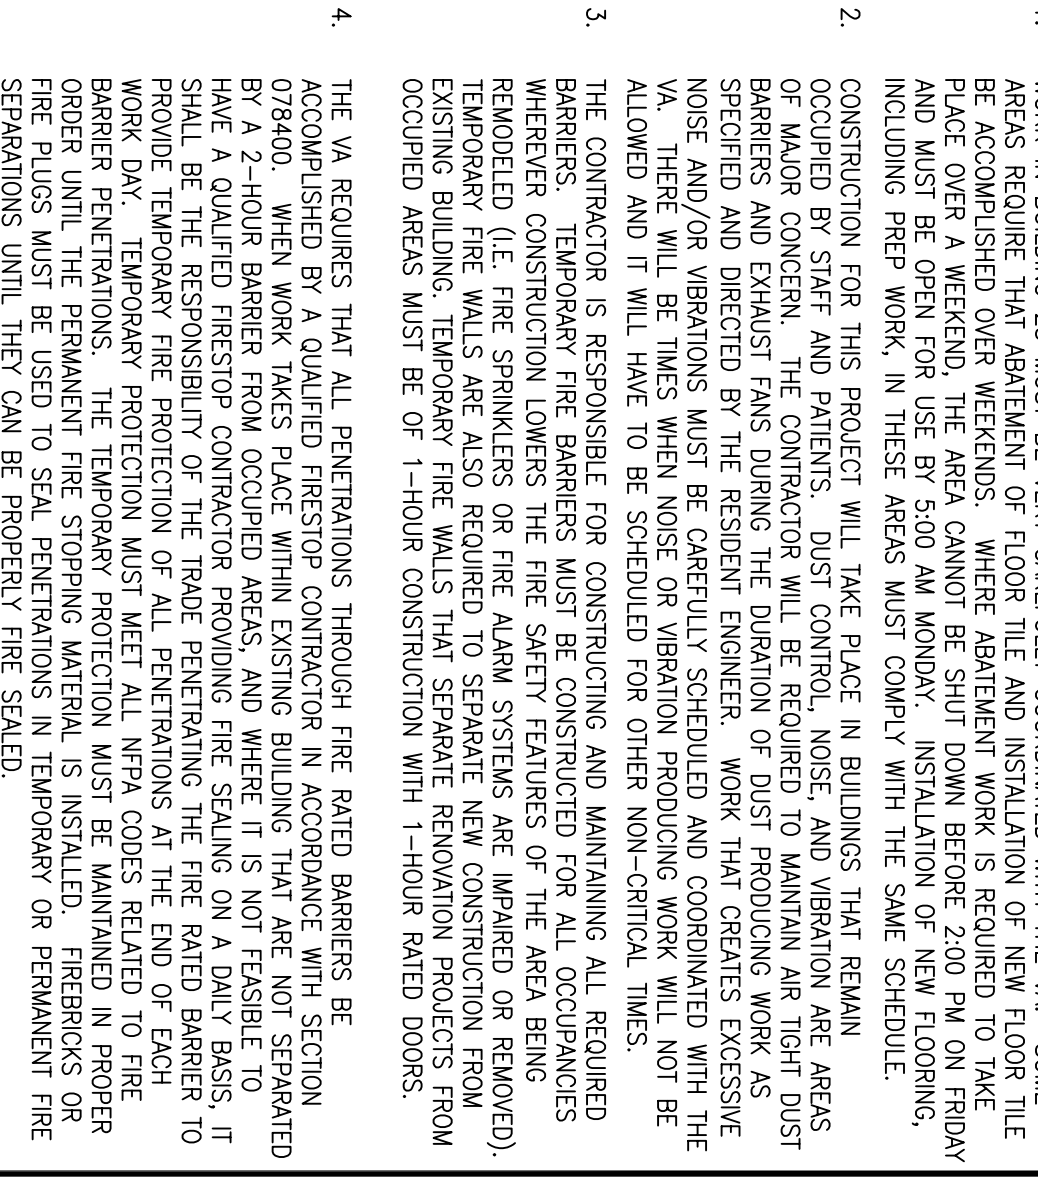 AREAS REQUIRE THAT ABATEMENT OF FLOOR TILE AND INSTALLATION OF NEW FLOOR TILE
BE ACCOMPLISHED OVER WEEKENDS. WHERE ABATEMENT WORK IS REQUIRED TO TAKE
PLACE OVER A WEEKEND, THE AREA CANNOT BE SHUT DOWN BEFORE 2:00 PM ON FRIDAY
AND MUST BE OPEN FOR USE BY 5:00 AM MONDAY. INSTALLATION OF NEW FLOORING,
INCLUDING PREP WORK, IN THESE AREAS MUST COMPLY WITH THE SAME SCHEDULE.
2. CONSTRUCTION FOR THIS PROJECT WILL TAKE PLACE IN BUILDINGS THAT REMAIN
OCCUPIED BY STAFF AND PATIENTS. DUST CONTROL, NOISE, AND VIBRATION ARE AREAS
OF MAJOR CONCERN. THE CONTRACTOR WILL BE REQUIRED TO MAINTAIN AIR TIGHT DUST
BARRIERS AND EXHAUST FANS DURING THE DURATION OF DUST PRODUCING WORK AS
SPECIFIED AND DIRECTED BY THE RESIDENT ENGINEER. WORK THAT CREATES EXCESSIVE
NOISE AND/OR VIBRATIONS MUST BE CAREFULLY SCHEDULED AND COORDINATED WITH THE
VA. THERE WILL BE TIMES WHEN NOISE OR VIBRATION PRODUCING WORK WILL NOT BE
ALLOWED AND IT WILL HAVE TO BE SCHEDULED FOR OTHER NON-CRITICAL TIMES.
3. THE CONTRACTOR IS RESPONSIBLE FOR CONSTRUCTING AND MAINTAINING ALL REQUIRED
BARRIERS. TEMPORARY FIRE BARRIERS MUST BE CONSTRUCTED FOR ALL OCCUPANCIES
WHEREVER CONSTRUCTION LOWERS THE FIRE SAFETY FEATURES OF THE AREA BEING
REMODELED (I.E. FIRE SPRINKLERS OR FIRE ALARM SYSTEMS ARE IMPAIRED OR REMOVED).
TEMPORARY FIRE WALLS ARE ALSO REQUIRED TO SEPARATE NEW CONSTRUCTION FROM
EXISTING BUILDING. TEMPORARY FIRE WALLS THAT SEPARATE RENOVATION PROJECTS FROM
OCCUPIED AREAS MUST BE OF 1-HOUR CONSTRUCTION WITH 1-HOUR RATED DOORS.
4. THE VA REQUIRES THAT ALL PENETRATIONS THROUGH FIRE RATED BARRIERS BE
ACCOMPLISHED BY A QUALIFIED FIRESTOP CONTRACTOR IN ACCORDANCE WITH SECTION
078400. WHEN WORK TAKES PLACE WITHIN EXISTING BUILDING THAT ARE NOT SEPARATED
BY A 2-HOUR BARRIER FROM OCCUPIED AREAS, AND WHERE IT IS NOT FEASIBLE TO
HAVE A QUALIFIED FIRESTOP CONTRACTOR PROVIDING FIRE SEALING ON A DAILY BASIS, IT
SHALL BE THE RESPONSIBILITY OF THE TRADE PENETRATING THE FIRE RATED BARRIER TO
PROVIDE TEMPORARY FIRE PROTECTION OF ALL PENETRATIONS AT THE END OF EACH
WORK DAY. TEMPORARY PROTECTION MUST MEET ALL NFPA CODES RELATED TO FIRE
BARRIER PENETRATIONS. THE TEMPORARY PROTECTION MUST BE MAINTAINED IN PROPER
ORDER UNTIL THE PERMANENT FIRE STOPPING MATERIAL IS INSTALLED. FIREBRICKS OR
FIRE PLUGS MUST BE USED TO SEAL PENETRATIONS IN TEMPORARY OR PERMANENT FIRE
SEPARATIONS UNTIL THEY CAN BE PROPERLY FIRE SEALED.